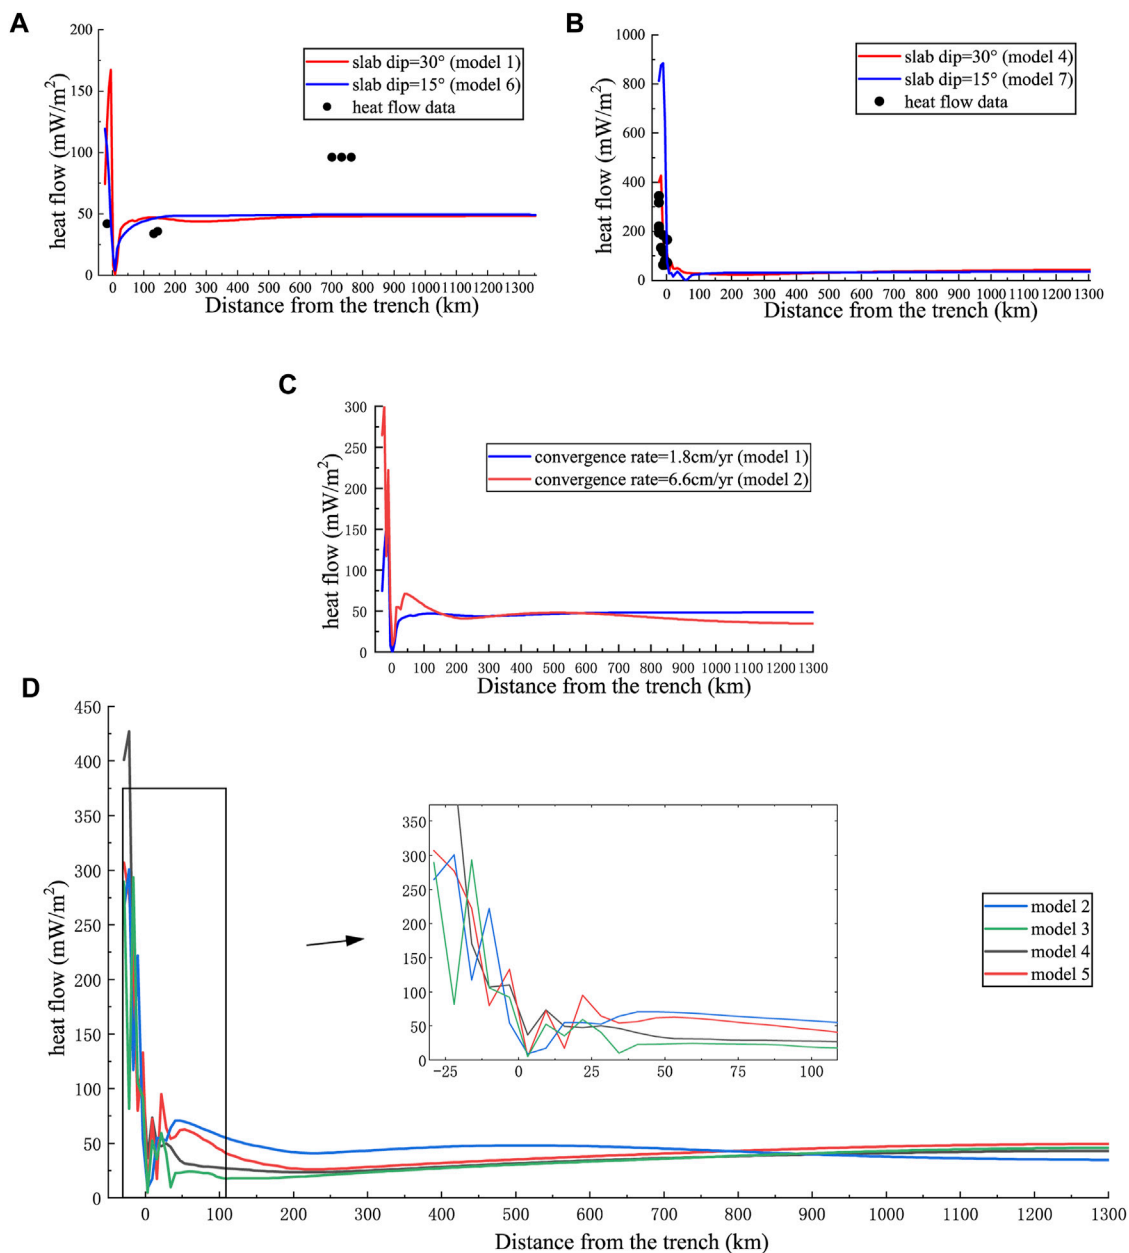 A
heat flow (mW/m²)
200
150
100
50
0
slab dip=30° (model 1)
slab dip=15° (model 6)
heat flow data
0 100 200 300 400 500 600 700 800 900 1000 1100 1200 1300
Distance from the trench (km)
B
heat flow (mW/m²)
1000
800
600
400
200
0
slab dip=30° (model 4)
slab dip=15° (model 7)
heat flow data
0 100 200 300 400 500 600 700 800 900 1000 1100 1200 1300
Distance from the trench (km)
C
heat flow (mW/m²)
300
250
200
150
100
50
0
convergence rate=1.8cm/yr (model 1)
convergence rate=6.6cm/yr (model 2)
0 100 200 300 400 500 600 700 800 900 1000 1100 1200 1300
Distance from the trench (km)
D
heat flow (mW/m²)
450
400
350
300
250
200
150
100
50
0
350
300
250
200
150
100
50
0
−25 0 25 50 75 100
model 2
model 3
model 4
model 5
0 100 200 300 400 500 600 700 800 900 1000 1100 1200 1300
Distance from the trench (km)